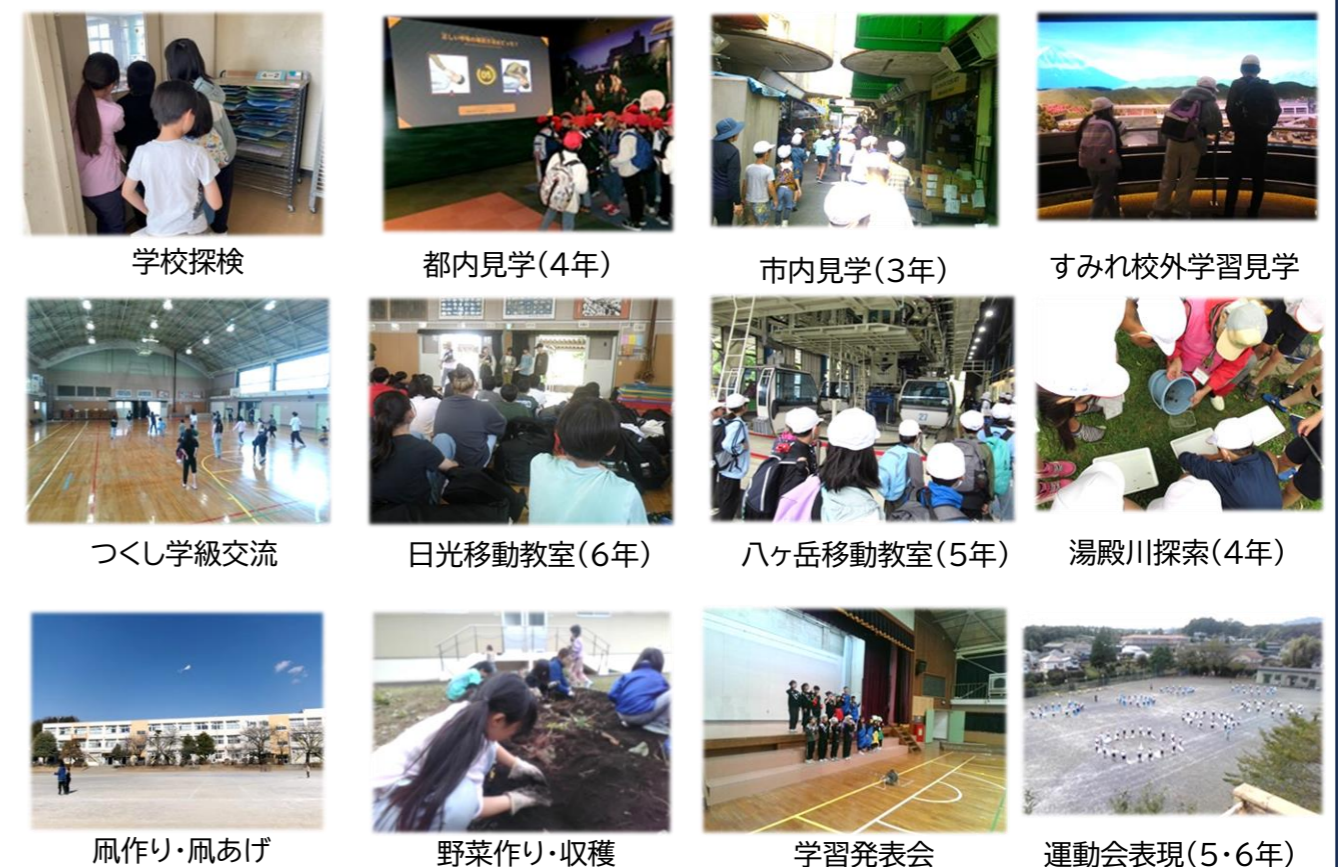 学校探検
都内見学(4年)
市内見学(3年)
すみれ校外学習見学
つくし学級交流
日光移動教室(6年)
八ヶ岳移動教室(5年)
湯殿川探索(4年)
凧作り・凧あげ
野菜作り・収穫
学習発表会
運動会表現(5・6年)